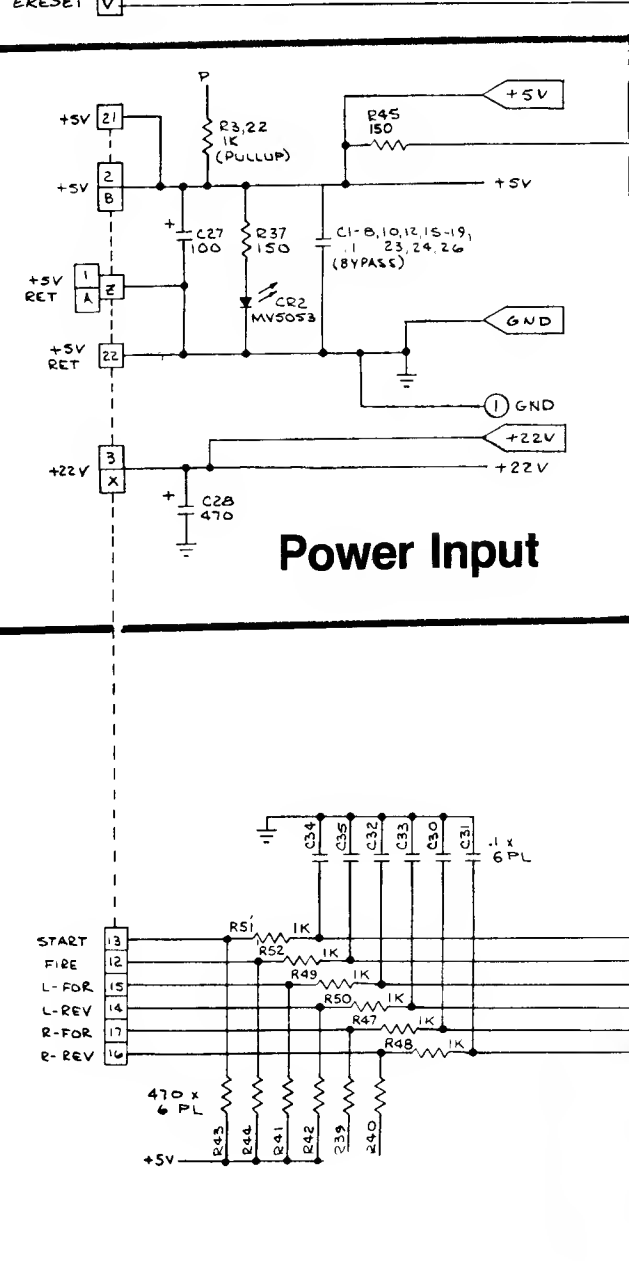 ERESET V
P
+5V 21
R3,22
1K
(PULLUP)
+5V
R45
150
+5V 2
B
+5V
+
C27
100
R37
150
C1-8,10,12,15-19,
.1 23,24,26
(BYPASS)
+5V
RET
1
A
Z
CR2
MV5053
GND
+5V
RET
22
1 GND
+22V
+22V 3
X
+22V
+
C28
470
Power Input
C34
C35
C32
C33
C30
C31
.1 x
6 PL
START 13
R51 1K
FIRE 12
R52 1K
L-FOR 15
R49 1K
L-REV 14
R50 1K
R-FOR 17
R47 1K
R-REV 16
R48 1K
470 x
6 PL
R43
R44
R41
R42
R39
R40
+5V